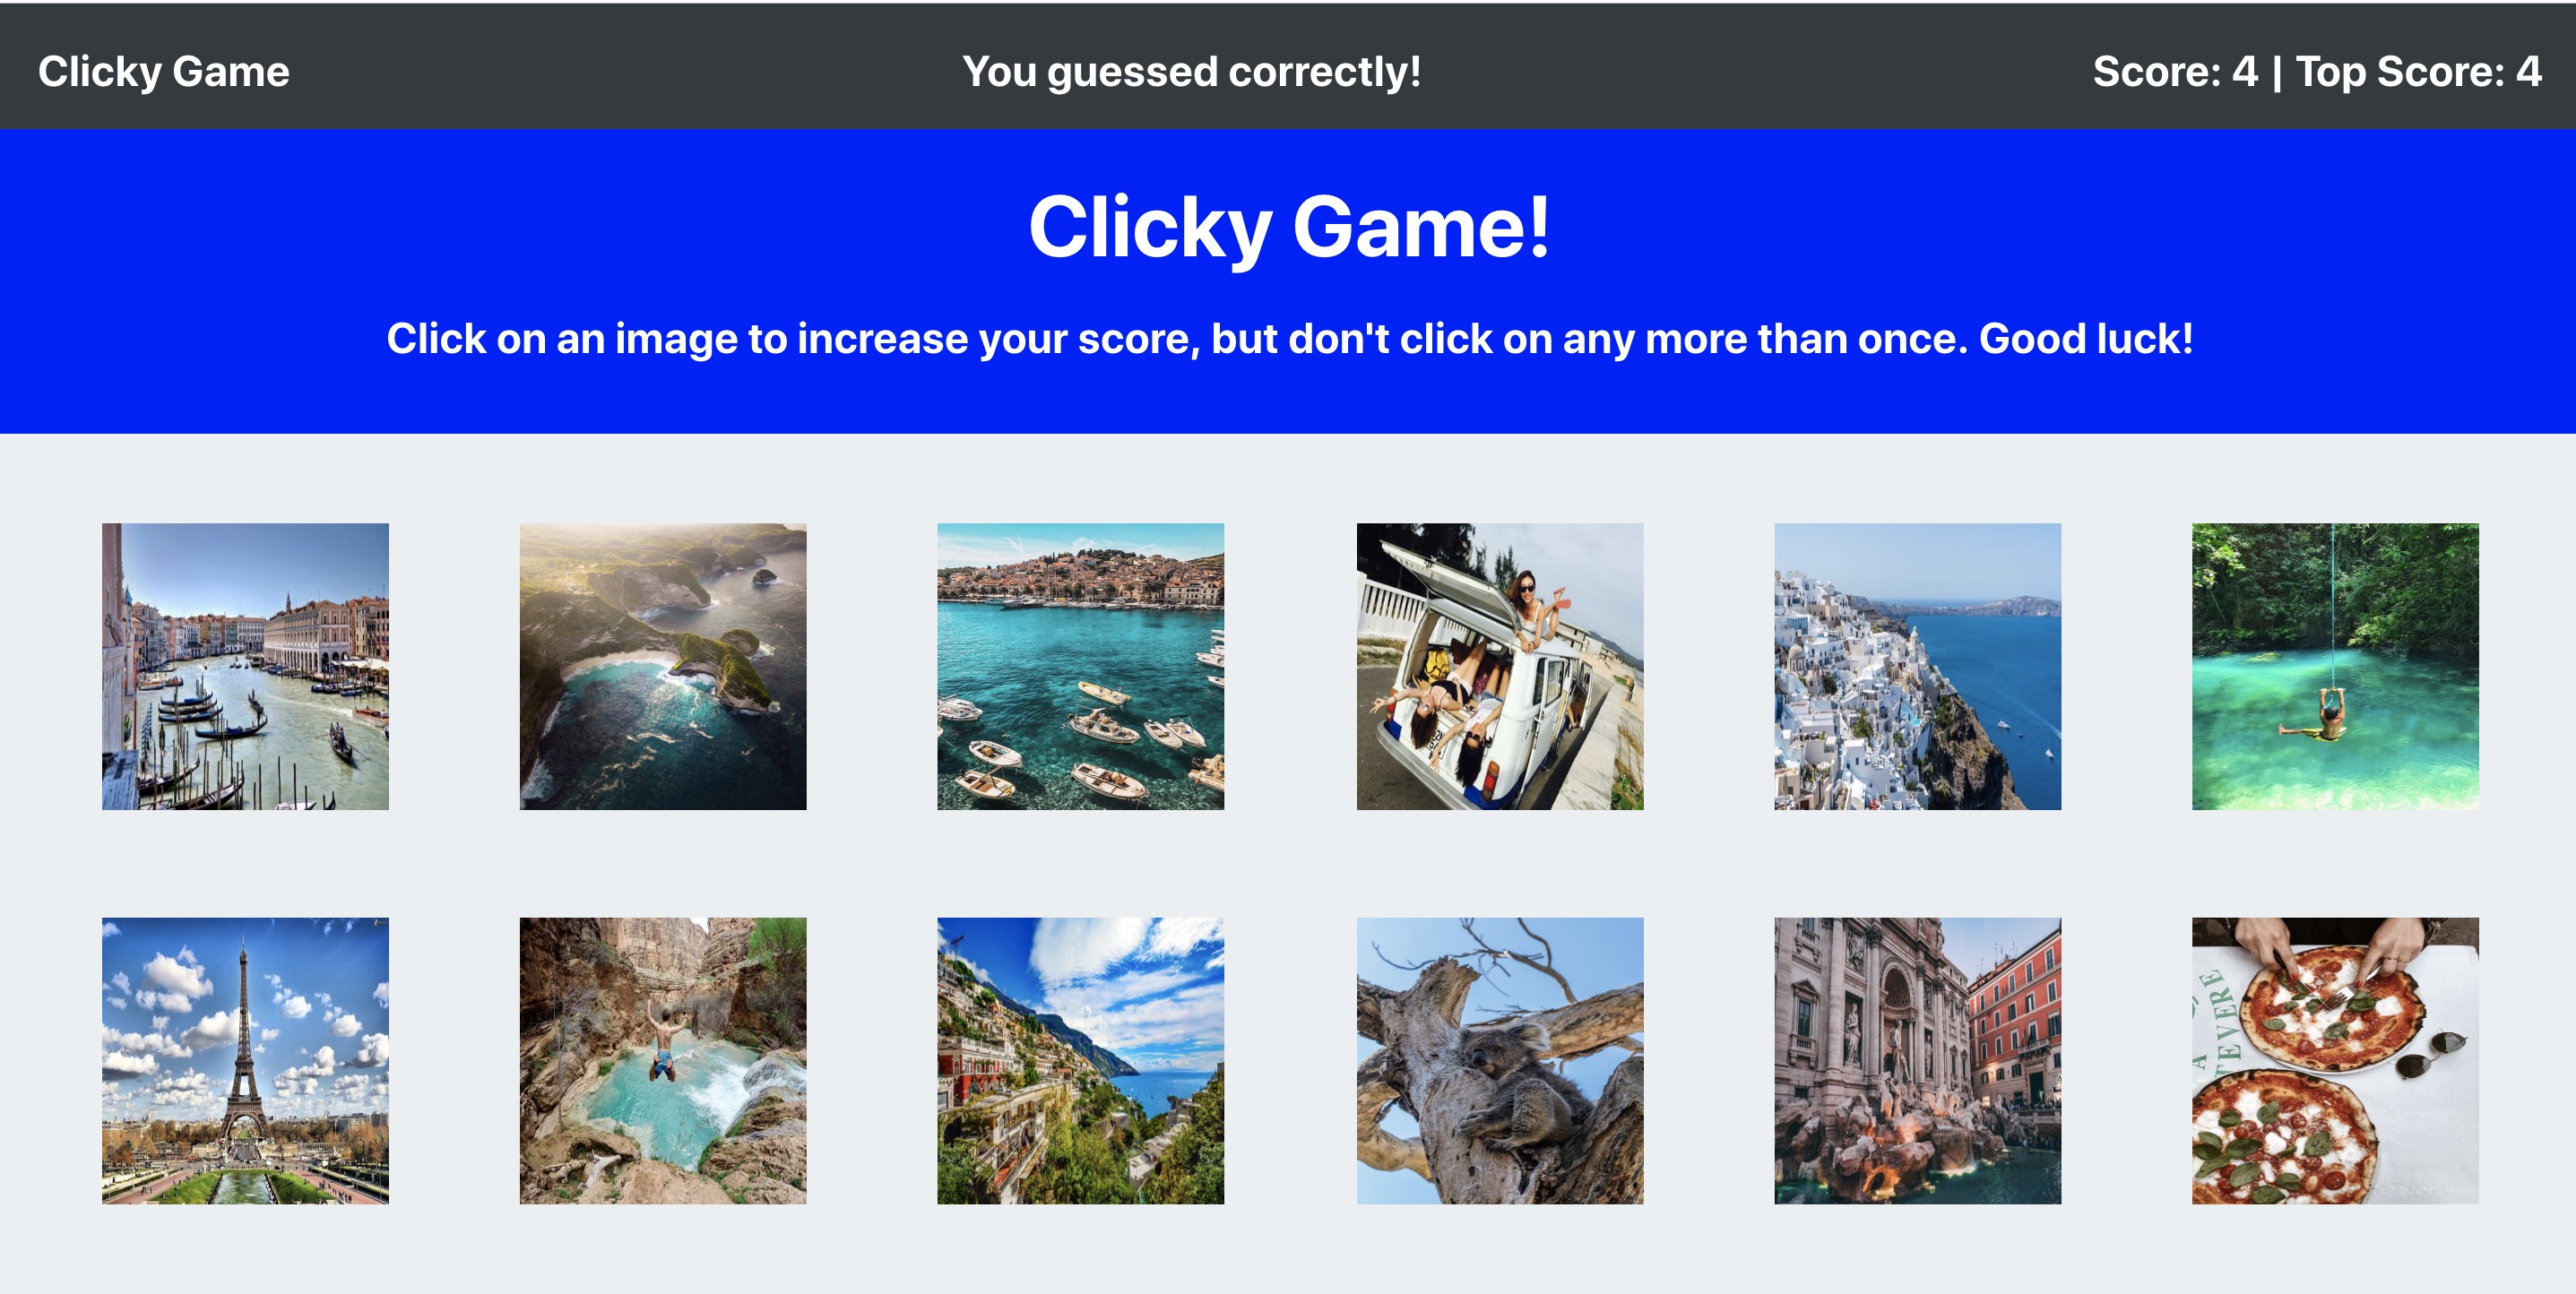 Clicky Game
You guessed correctly!
Score: 4 | Top Score: 4
Clicky Game!
Click on an image to increase your score, but don't click on any more than once. Good luck!
TEVERE
A